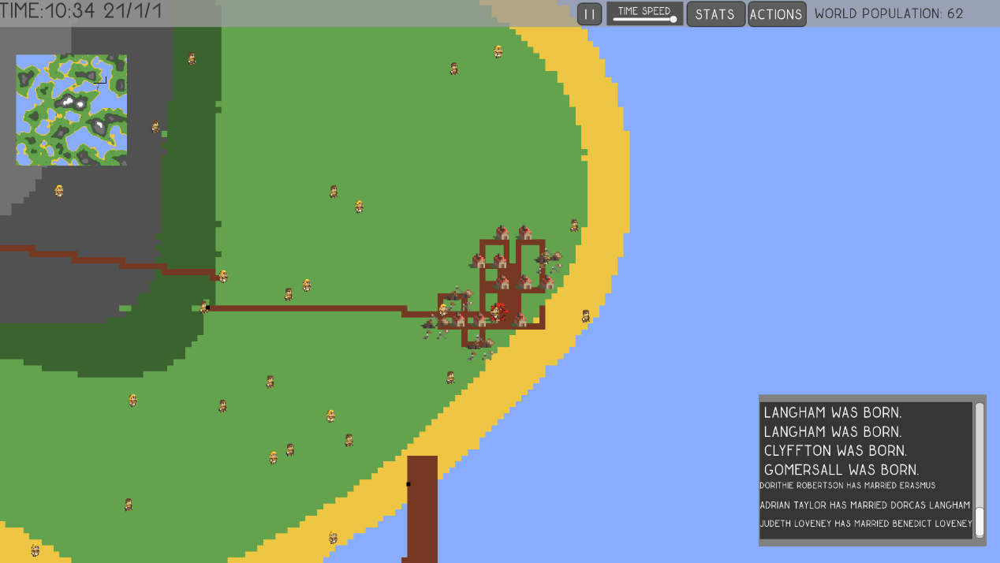 TIME:10:34 21/1/1
TIME SPEED
STATS
ACTIONS
WORLD POPULATION: 62
LANGHAM WAS BORN.
LANGHAM WAS BORN.
CLYFFTON WAS BORN.
GOMERSALL WAS BORN.
DORITHIE ROBERTSON HAS MARRIED ERASMUS
ADRIAN TAYLOR HAS MARRIED DORCAS LANGHAM
JUDETH LOVENEY HAS MARRIED BENEDICT LOVENEY